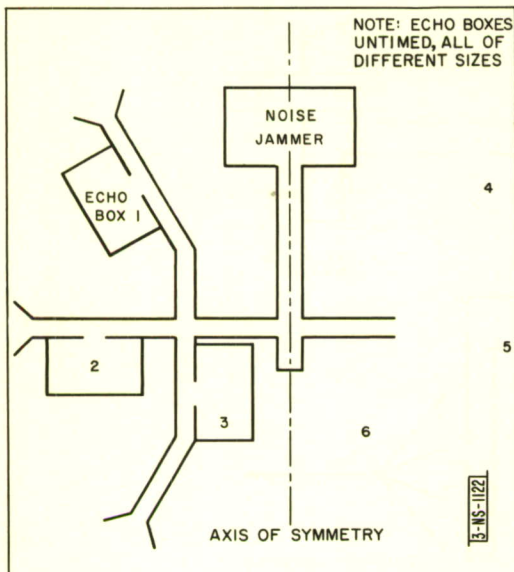 NOTE: ECHO BOXES
UNTIMED, ALL OF
DIFFERENT SIZES
NOISE
JAMMER
ECHO
BOX 1
4
2
3
5
6
AXIS OF SYMMETRY
3-NS-1122